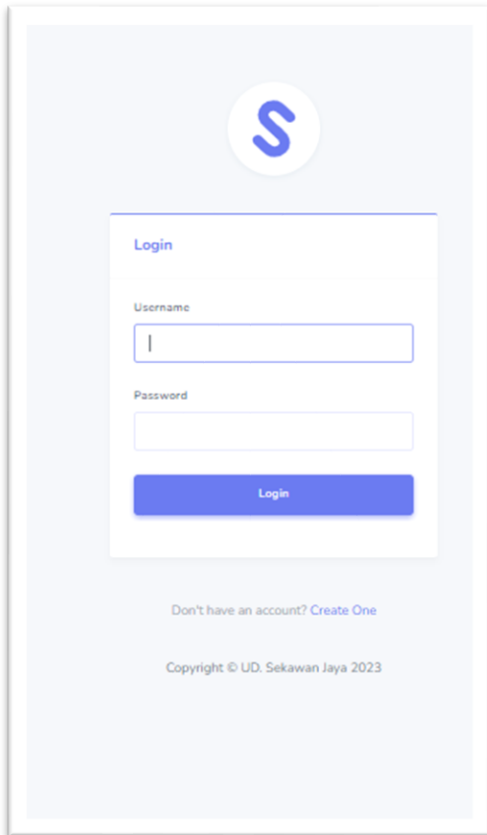 S
Login
Username
Password
Login
Don't have an account? Create One
Copyright © UD. Sekawan Jaya 2023